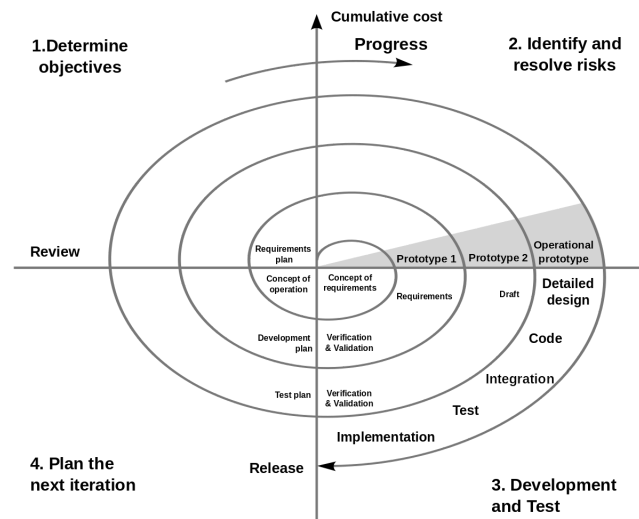 Cumulative cost
Progress
1.Determine
objectives
2. Identify and
resolve risks
Review
Requirements
plan
Prototype 1
Prototype 2
Operational
prototype
Concept of
operation
Concept of
requirements
Requirements
Draft
Detailed
design
Development
plan
Verification
& Validation
Code
Integration
Test plan
Verification
& Validation
Test
Implementation
Release
4. Plan the
next iteration
3. Development
and Test